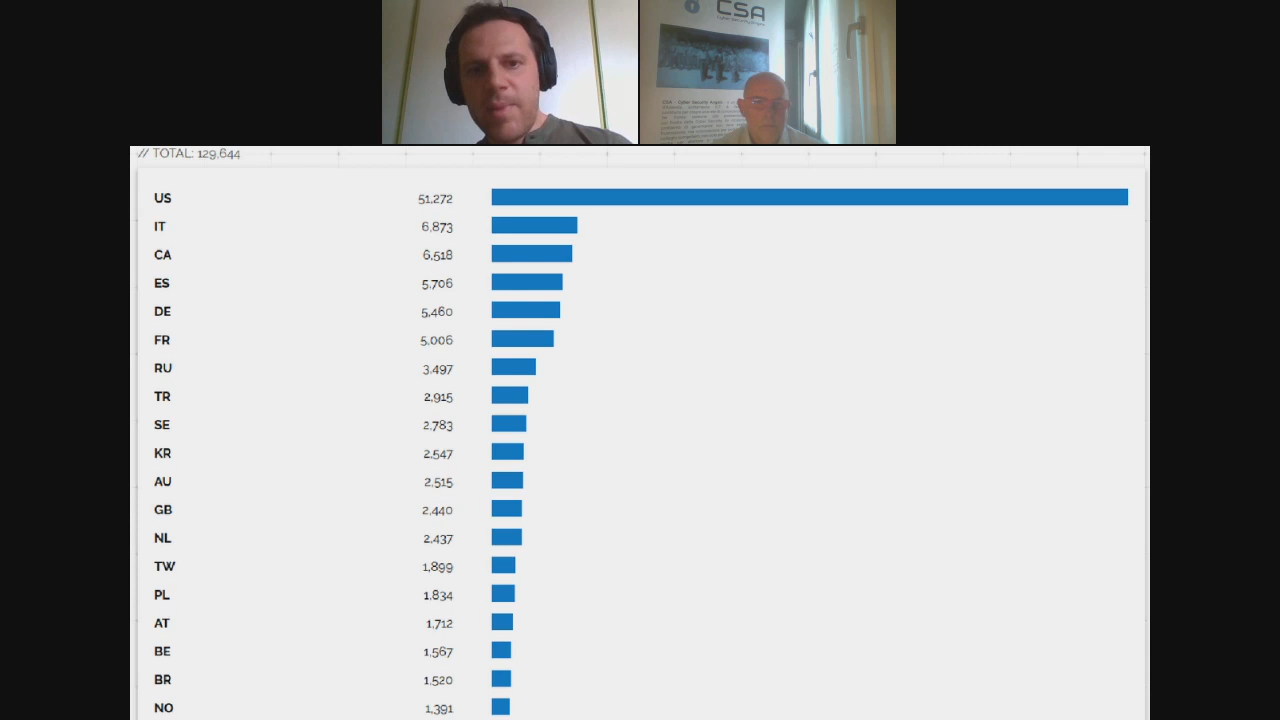 CSA
Cyber Security Angels
// TOTAL: 129,644
US 51,272
IT 6,873
CA 6,518
ES 5,706
DE 5,460
FR 5,006
RU 3,497
TR 2,915
SE 2,783
KR 2,547
AU 2,515
GB 2,440
NL 2,437
TW 1,899
PL 1,834
AT 1,712
BE 1,567
BR 1,520
NO 1,391